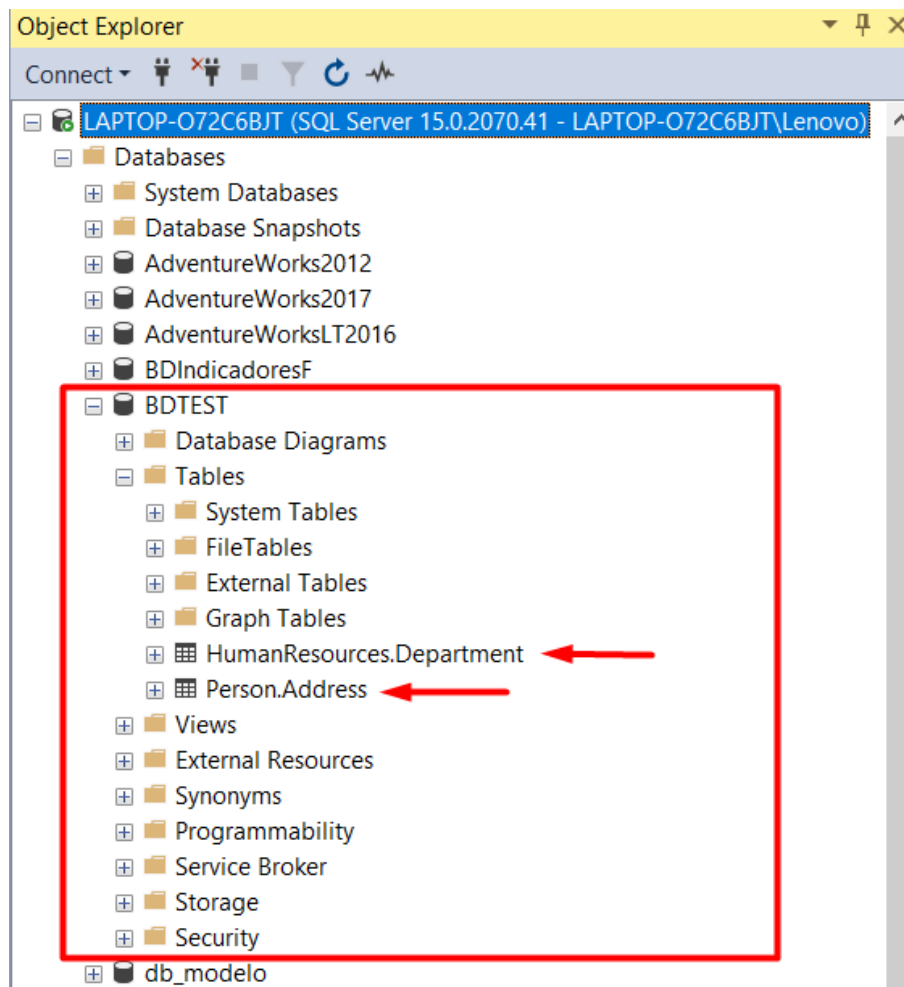 Object Explorer
Connect
LAPTOP-O72C6BJT (SQL Server 15.0.2070.41 - LAPTOP-O72C6BJT\Lenovo)
Databases
System Databases
Database Snapshots
AdventureWorks2012
AdventureWorks2017
AdventureWorksLT2016
BDIndicadoresF
BDTEST
Database Diagrams
Tables
System Tables
FileTables
External Tables
Graph Tables
HumanResources.Department
Person.Address
Views
External Resources
Synonyms
Programmability
Service Broker
Storage
Security
db_modelo